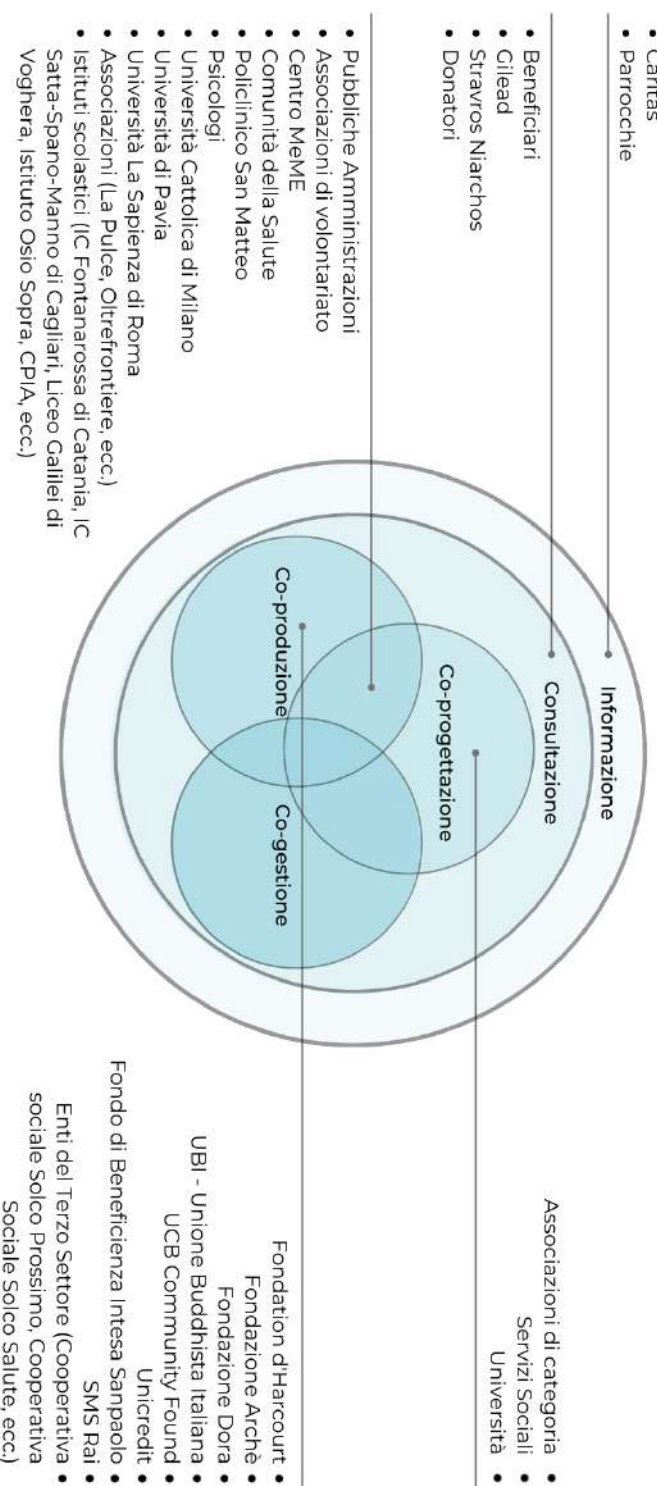 Caritas
Parrocchie
Beneficiari
Gilead
Stravros Niarchos
Donatori
Pubbliche Amministrazioni
Associazioni di volontariato
Centro MeME
Comunità della Salute
Policlinico San Matteo
Psicologi
Università Cattolica di Milano
Università di Pavia
Università La Sapienza di Roma
Associazioni (La Pulce, Oltrefrontiere, ecc.)
Istituti scolastici (IC Fontanarossa di Catania, IC
Satta-Spano-Manno di Cagliari, Liceo Galilei di
Voghera, Istituto Osio Sopra, CPIA, ecc.)
Informazione
Consultazione
Co-progettazione
Co-produzione
Co-gestione
Associazioni di categoria
Servizi Sociali
Università
Fondation d'Harcourt
Fondazione Archè
Fondazione Dora
UBI - Unione Buddhista Italiana
UCB Community Found
Unicredit
Fondo di Beneficienza Intesa Sanpaolo
SMS Rai
Enti del Terzo Settore (Cooperativa
sociale Solco Prossimo, Cooperativa
Sociale Solco Salute, ecc.)